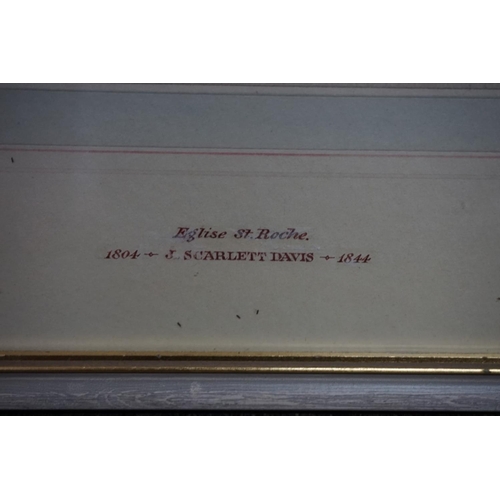 Eglise St. Roche.
1804 J. SCARLETT DAVIS 1844